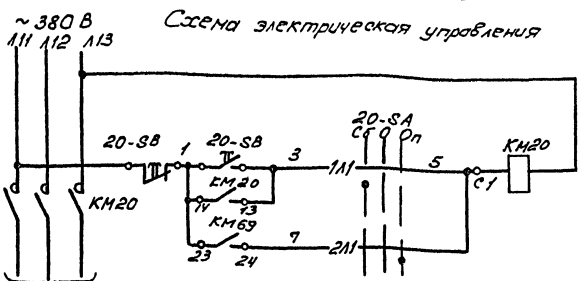 ~ 380 В
Л11 Л12 Л13
Схема электрическая управления
20-SA
Сб О Оп
20-SB 1 20-SB 3 1Л1 5 С1 КМ20
КМ20
14 13
КМ20
КМ69
23 24 7 2Л1